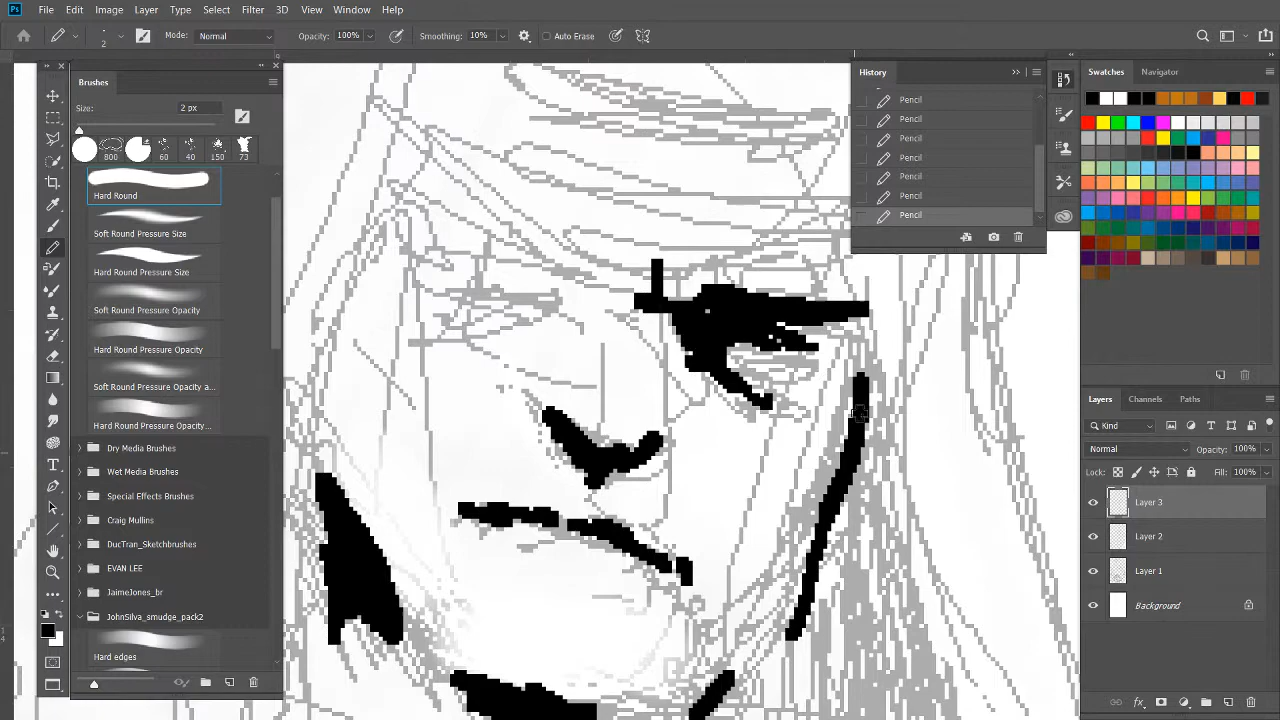 Ps File Edit Image Layer Type Select Filter 3D View Window Help
2 Mode: Normal Opacity: 100% Smoothing: 10% Auto Erase
Brushes
Size: 2 px
800 60 40 150 73
Hard Round
Soft Round Pressure Size
Hard Round Pressure Size
Soft Round Pressure Opacity
Hard Round Pressure Opacity
Soft Round Pressure Opacity a...
Hard Round Pressure Opacity...
Dry Media Brushes
Wet Media Brushes
Special Effects Brushes
Craig Mullins
DucTran_Sketchbrushes
EVAN LEE
JamieJones_br
JohnSilva_smudge_pack2
Hard edges
History
Pencil
Pencil
Pencil
Pencil
Pencil
Pencil
Pencil
Swatches Navigator
Layers Channels Paths
Kind
Normal Opacity: 100%
Lock: Fill: 100%
Layer 3
Layer 2
Layer 1
Background